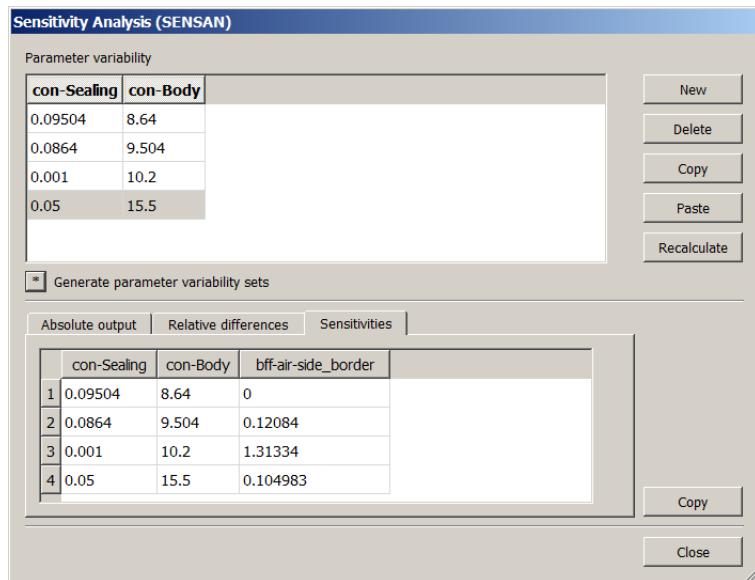 Sensitivity Analysis (SENSAN)
Parameter variability
con-Sealing con-Body
0.09504 8.64
0.0864 9.504
0.001 10.2
0.05 15.5
New
Delete
Copy
Paste
Recalculate
* Generate parameter variability sets
Absolute output Relative differences Sensitivities
con-Sealing con-Body bff-air-side_border
1 0.09504 8.64 0
2 0.0864 9.504 0.12084
3 0.001 10.2 1.31334
4 0.05 15.5 0.104983
Copy
Close